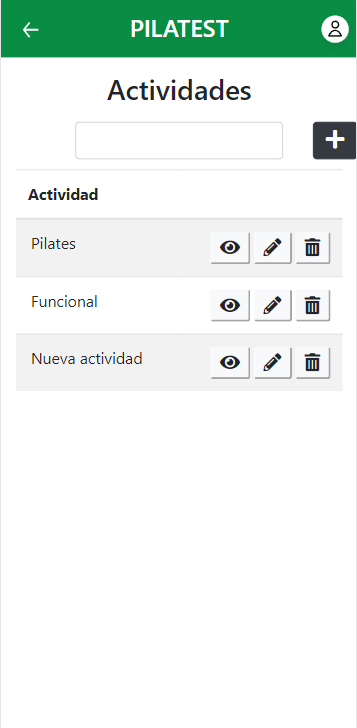 PILATEST
Actividades
Actividad
Pilates
Funcional
Nueva actividad